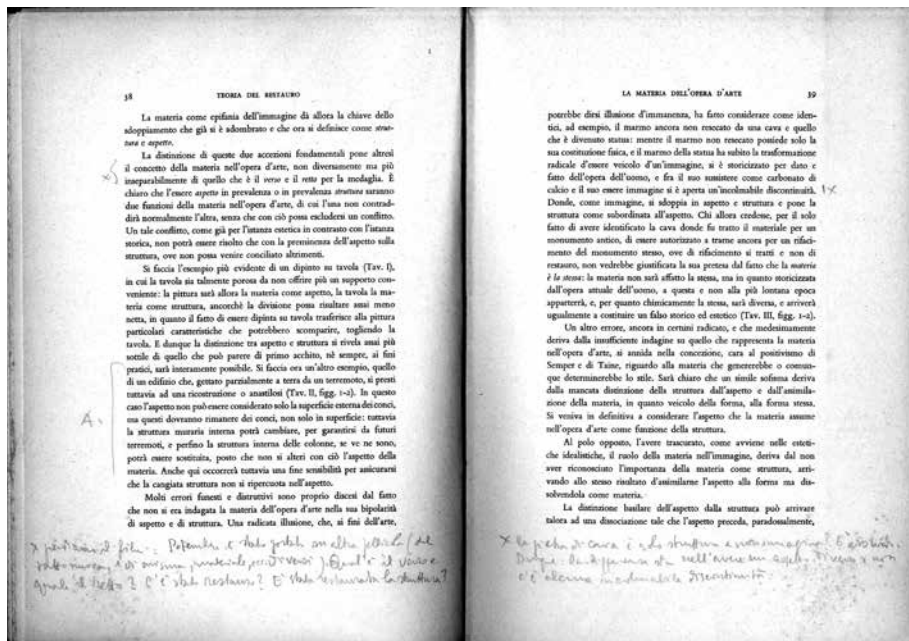 38
TEORIA DEL RESTAURO
La materia come epifania dell'immagine dà allora la chiave dello
sdoppiamento che già si è adombrato e che ora si definisce come strut-
tura e aspetto.
La distinzione di queste due accezioni fondamentali pone altresì
il concetto della materia nell'opera d'arte, non diversamente ma più
inseparabilmente di quello che è il verso e il retto per la medaglia. È
chiaro che l'essere aspetto in prevalenza o in prevalenza struttura saranno
due funzioni della materia nell'opera d'arte, di cui l'una non contrad-
dirà normalmente l'altra, senza che con ciò possa escludersi un conflitto.
Un tale conflitto, come già per l'istanza estetica in contrasto con l'istanza
storica, non potrà essere risolto che con la preminenza dell'aspetto sulla
struttura, ove non possa venire conciliato altrimenti.
Si faccia l'esempio più evidente di un dipinto su tavola (Tav. I),
in cui la tavola sia talmente porosa da non offrire più un supporto con-
veniente: la pittura sarà allora la materia come aspetto, la tavola la ma-
teria come struttura, ancorchè la divisione possa risultare assai meno
netta, in quanto il fatto di essere dipinta su tavola trasferisce alla pittura
particolari caratteristiche che potrebbero scomparire, togliendo la
tavola. E dunque la distinzione tra aspetto e struttura si rivela assai più
sottile di quello che può parere di primo acchito, nè sempre, ai fini
pratici, sarà interamente possibile. Si faccia ora un'altro esempio, quello
di un edificio che, gettato parzialmente a terra da un terremoto, si presti
tuttavia ad una ricostruzione o anastilosi (Tav. II, figg. 1-2). In questo
caso l'aspetto non può essere considerato solo la superficie esterna dei conci,
ma questi dovranno rimanere dei conci, non solo in superficie: tuttavia
la struttura muraria interna potrà cambiare, per garantirsi da futuri
terremoti, e perfino la struttura interna delle colonne, se ve ne sono,
potrà essere sostituita, posto che non si alteri con ciò l'aspetto della
materia. Anche qui occorrerà tuttavia una fine sensibilità per assicurarsi
che la cangiata struttura non si ripercuota nell'aspetto.
Molti errori funesti e distruttivi sono proprio discesi dal fatto
che non si era indagata la materia dell'opera d'arte nella sua bipolarità
di aspetto e di struttura. Una radicata illusione, che, ai fini dell'arte,
A.
quale il retto? C'è stato restauro? È stata restaurata la struttura?
LA MATERIA DELL'OPERA D'ARTE
39
potrebbe dirsi illusione d'immanenza, ha fatto considerare come iden-
tici, ad esempio, il marmo ancora non resecato da una cava e quello
che è divenuto statua: mentre il marmo non resecato possiede solo la
sua costituzione fisica, e il marmo della statua ha subito la trasformazione
radicale d'essere veicolo d'un'immagine, si è storicizzato per dato e
fatto dell'opera dell'uomo, e fra il suo sussistere come carbonato di
calcio e il suo essere immagine si è aperta un'incolmabile discontinuità.
Donde, come immagine, si sdoppia in aspetto e struttura e pone la
struttura come subordinata all'aspetto. Chi allora credesse, per il solo
fatto di avere identificato la cava donde fu tratto il materiale per un
monumento antico, di essere autorizzato a trarne ancora per un rifaci-
mento del monumento stesso, ove di rifacimento si tratti e non di
restauro, non vedrebbe giustificata la sua pretesa dal fatto che la materia
è la stessa: la materia non sarà affatto la stessa, ma in quanto storicizzata
dall'opera attuale dell'uomo, a questa e non alla più lontana epoca
apparterrà, e, per quanto chimicamente la stessa, sarà diversa, e arriverà
ugualmente a costituire un falso storico ed estetico (Tav. III, figg. 1-2).
Un altro errore, ancora in certuni radicato, e che medesimamente
deriva dalla insufficiente indagine su quello che rappresenta la materia
nell'opera d'arte, si annida nella concezione, cara al positivismo di
Semper e di Taine, riguardo alla materia che genererebbe o comun-
que determinerebbe lo stile. Sarà chiaro che un simile sofisma deriva
dalla mancata distinzione della struttura dall'aspetto e dall'assimila-
zione della materia, in quanto veicolo della forma, alla forma stessa.
Si veniva in definitiva a considerare l'aspetto che la materia assume
nell'opera d'arte come funzione della struttura.
Al polo opposto, l'avere trascurato, come avviene nelle esteti-
che idealistiche, il ruolo della materia nell'immagine, deriva dal non
aver riconosciuto l'importanza della materia come struttura, arri-
vando allo stesso risultato d'assimilarne l'aspetto alla forma ma dis-
solvendola come materia.
La distinzione basilare dell'aspetto dalla struttura può arrivare
talora ad una dissociazione tale che l'aspetto preceda, paradossalmente,